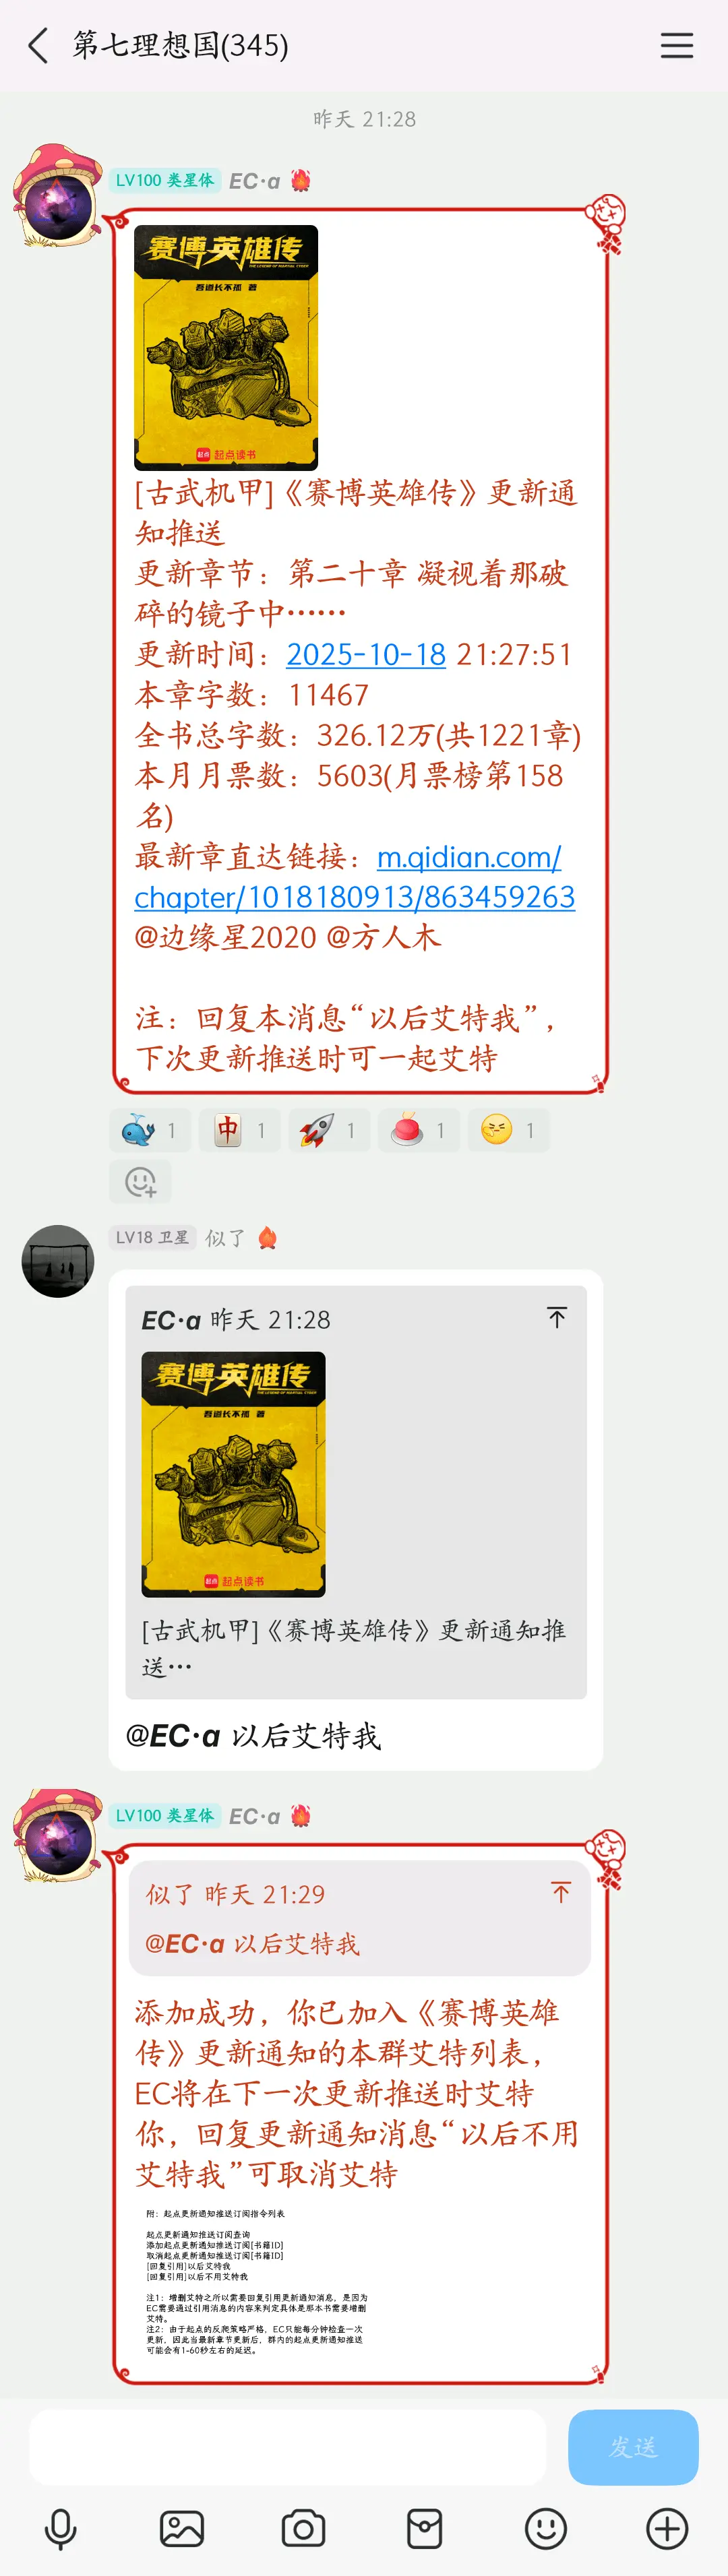 第七理想国(345)
昨天 21:28
LV100 类星体 EC·a
赛博英雄传
THE LEGEND OF MARTIAL CYBER
吾道长不孤 著
起点 起点读书
[古武机甲]《赛博英雄传》更新通
知推送
更新章节：第二十章 凝视着那破
碎的镜子中……
更新时间：2025-10-18 21:27:51
本章字数：11467
全书总字数：326.12万(共1221章)
本月月票数：5603(月票榜第158
名)
最新章直达链接：m.qidian.com/
chapter/1018180913/863459263
@边缘星2020 @方人木
注：回复本消息“以后艾特我”，
下次更新推送时可一起艾特
1 中 1 1 1 1
LV18 卫星 似了
EC·a 昨天 21:28
赛博英雄传
THE LEGEND OF MARTIAL CYBER
吾道长不孤 著
起点 起点读书
[古武机甲]《赛博英雄传》更新通知推
送…
@EC·a 以后艾特我
LV100 类星体 EC·a
似了 昨天 21:29
@EC·a 以后艾特我
添加成功，你已加入《赛博英雄
传》更新通知的本群艾特列表，
EC将在下一次更新推送时艾特
你，回复更新通知消息“以后不用
艾特我”可取消艾特
附：起点更新通知推送订阅指令列表
起点更新通知推送订阅查询
添加起点更新通知推送订阅[书籍ID]
取消起点更新通知推送订阅[书籍ID]
[回复引用]以后艾特我
[回复引用]以后不用艾特我
注1：增删艾特之所以需要回复引用更新通知消息，是因为
EC需要通过引用消息的内容来判定具体是那本书需要增删
艾特。
注2：由于起点的反爬策略严格，EC只能每分钟检查一次
更新，因此当最新章节更新后，群内的起点更新通知推送
可能会有1-60秒左右的延迟。
发送